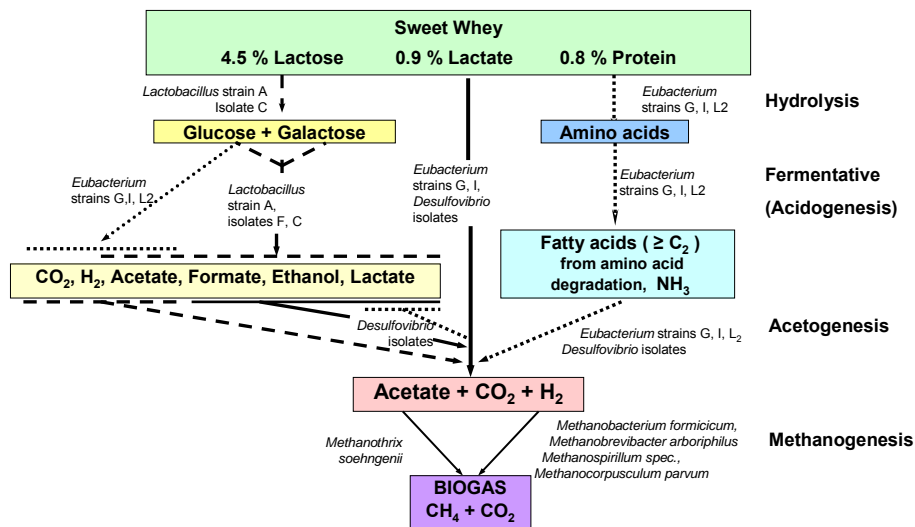 Sweet Whey
4.5 % Lactose 0.9 % Lactate 0.8 % Protein
Lactobacillus strain A
Isolate C
Eubacterium
strains G, I, L2
Hydrolysis
Glucose + Galactose
Amino acids
Eubacterium
strains G,I, L2
Lactobacillus
strain A,
isolates F, C
Eubacterium
strains G, I,
Desulfovibrio
isolates
Eubacterium
strains G, I, L2
Fermentative
(Acidogenesis)
CO₂, H₂, Acetate, Formate, Ethanol, Lactate
Fatty acids ( ≥ C₂ )
from amino acid
degradation, NH₃
Desulfovibrio
isolates
Eubacterium strains G, I, L₂
Desulfovibrio isolates
Acetogenesis
Acetate + CO₂ + H₂
Methanothrix
soehngenii
Methanobacterium formicicum,
Methanobrevibacter arboriphilus
Methanospirillum spec.,
Methanocorpusculum parvum
Methanogenesis
BIOGAS
CH₄ + CO₂